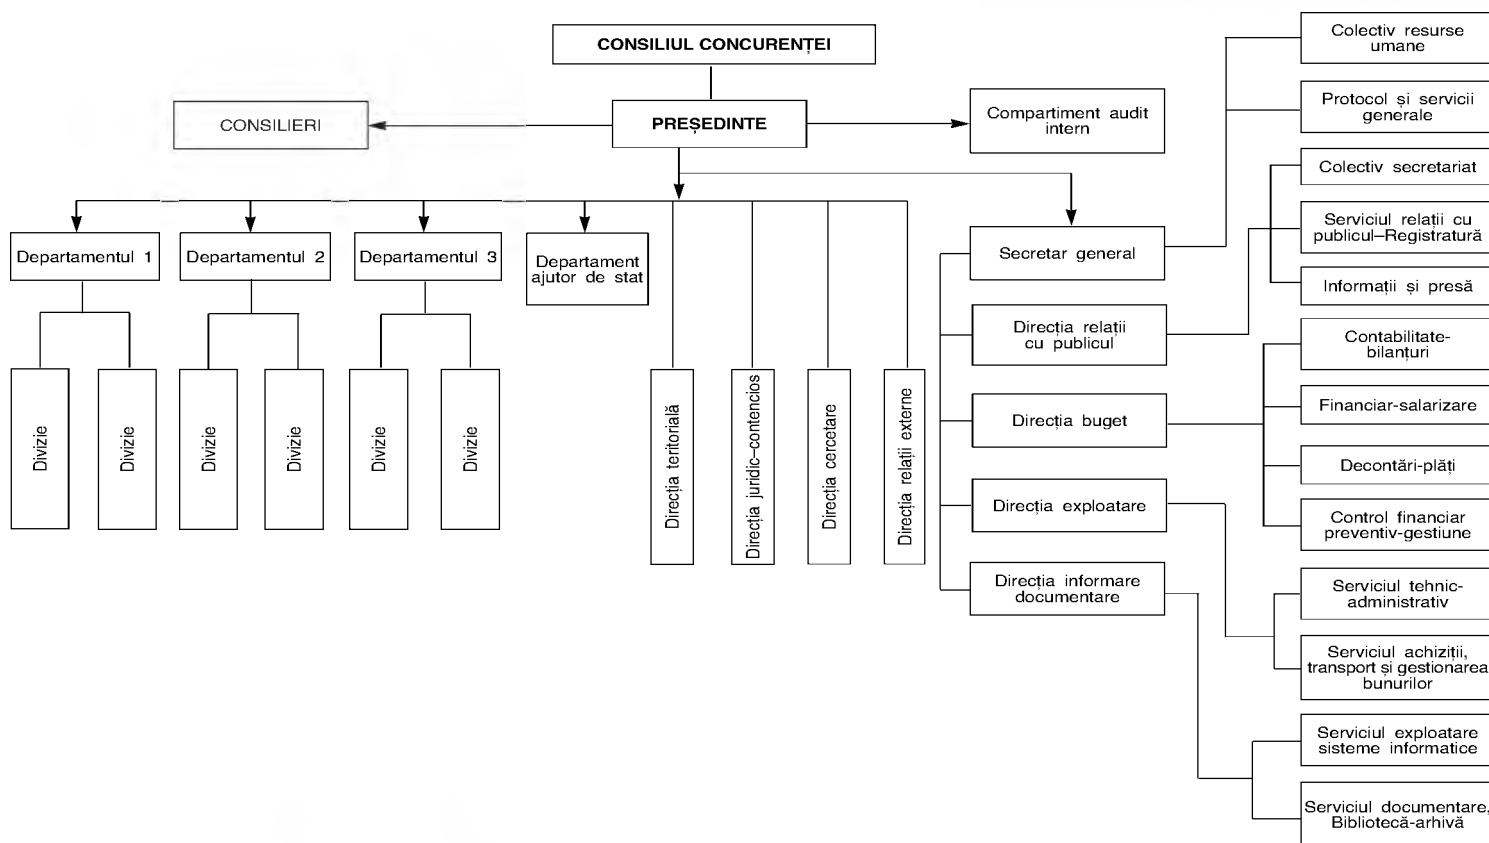 CONSILIUL CONCURENȚEI
CONSILIERI
PREȘEDINTE
Compartiment audit
intern
Departamentul 1
Departamentul 2
Departamentul 3
Departament
ajutor de stat
Divizie
Divizie
Divizie
Divizie
Divizie
Divizie
Direcția teritorială
Direcția juridic–contencios
Direcția cercetare
Direcția relații externe
Secretar general
Direcția relații
cu publicul
Direcția buget
Direcția exploatare
Direcția informare
documentare
Colectiv resurse
umane
Protocol și servicii
generale
Colectiv secretariat
Serviciul relații cu
publicul–Registratură
Informații și presă
Contabilitate-
bilanțuri
Financiar-salarizare
Decontări-plăți
Control financiar
preventiv-gestiune
Serviciul tehnic-
administrativ
Serviciul achiziții,
transport și gestionarea
bunurilor
Serviciul exploatare
sisteme informatice
Serviciul documentare,
Bibliotecă-arhivă